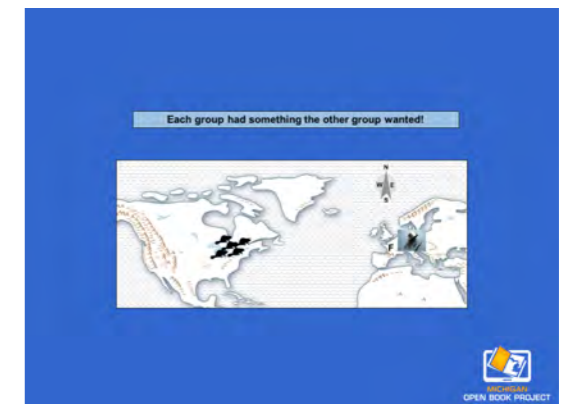 Each group had something the other group wanted!
N
W E
S
F
MICHIGAN
OPEN BOOK PROJECT